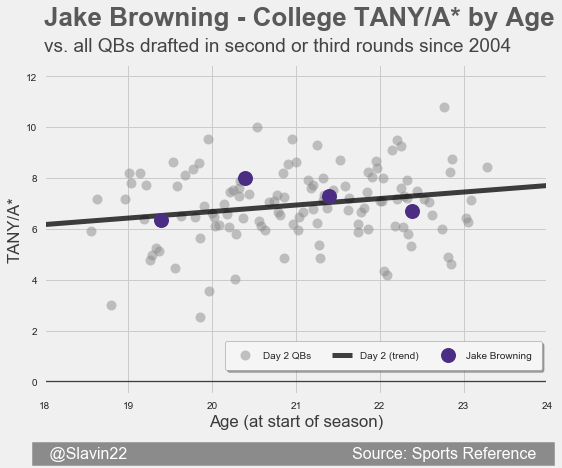 Jake Browning - College TANY/A* by Age
vs. all QBs drafted in second or third rounds since 2004
12
10
8
6
4
2
0
TANY/A*
Day 2 QBs
Day 2 (trend)
Jake Browning
18
19
20
21
22
23
24
Age (at start of season)
@Slavin22
Source: Sports Reference